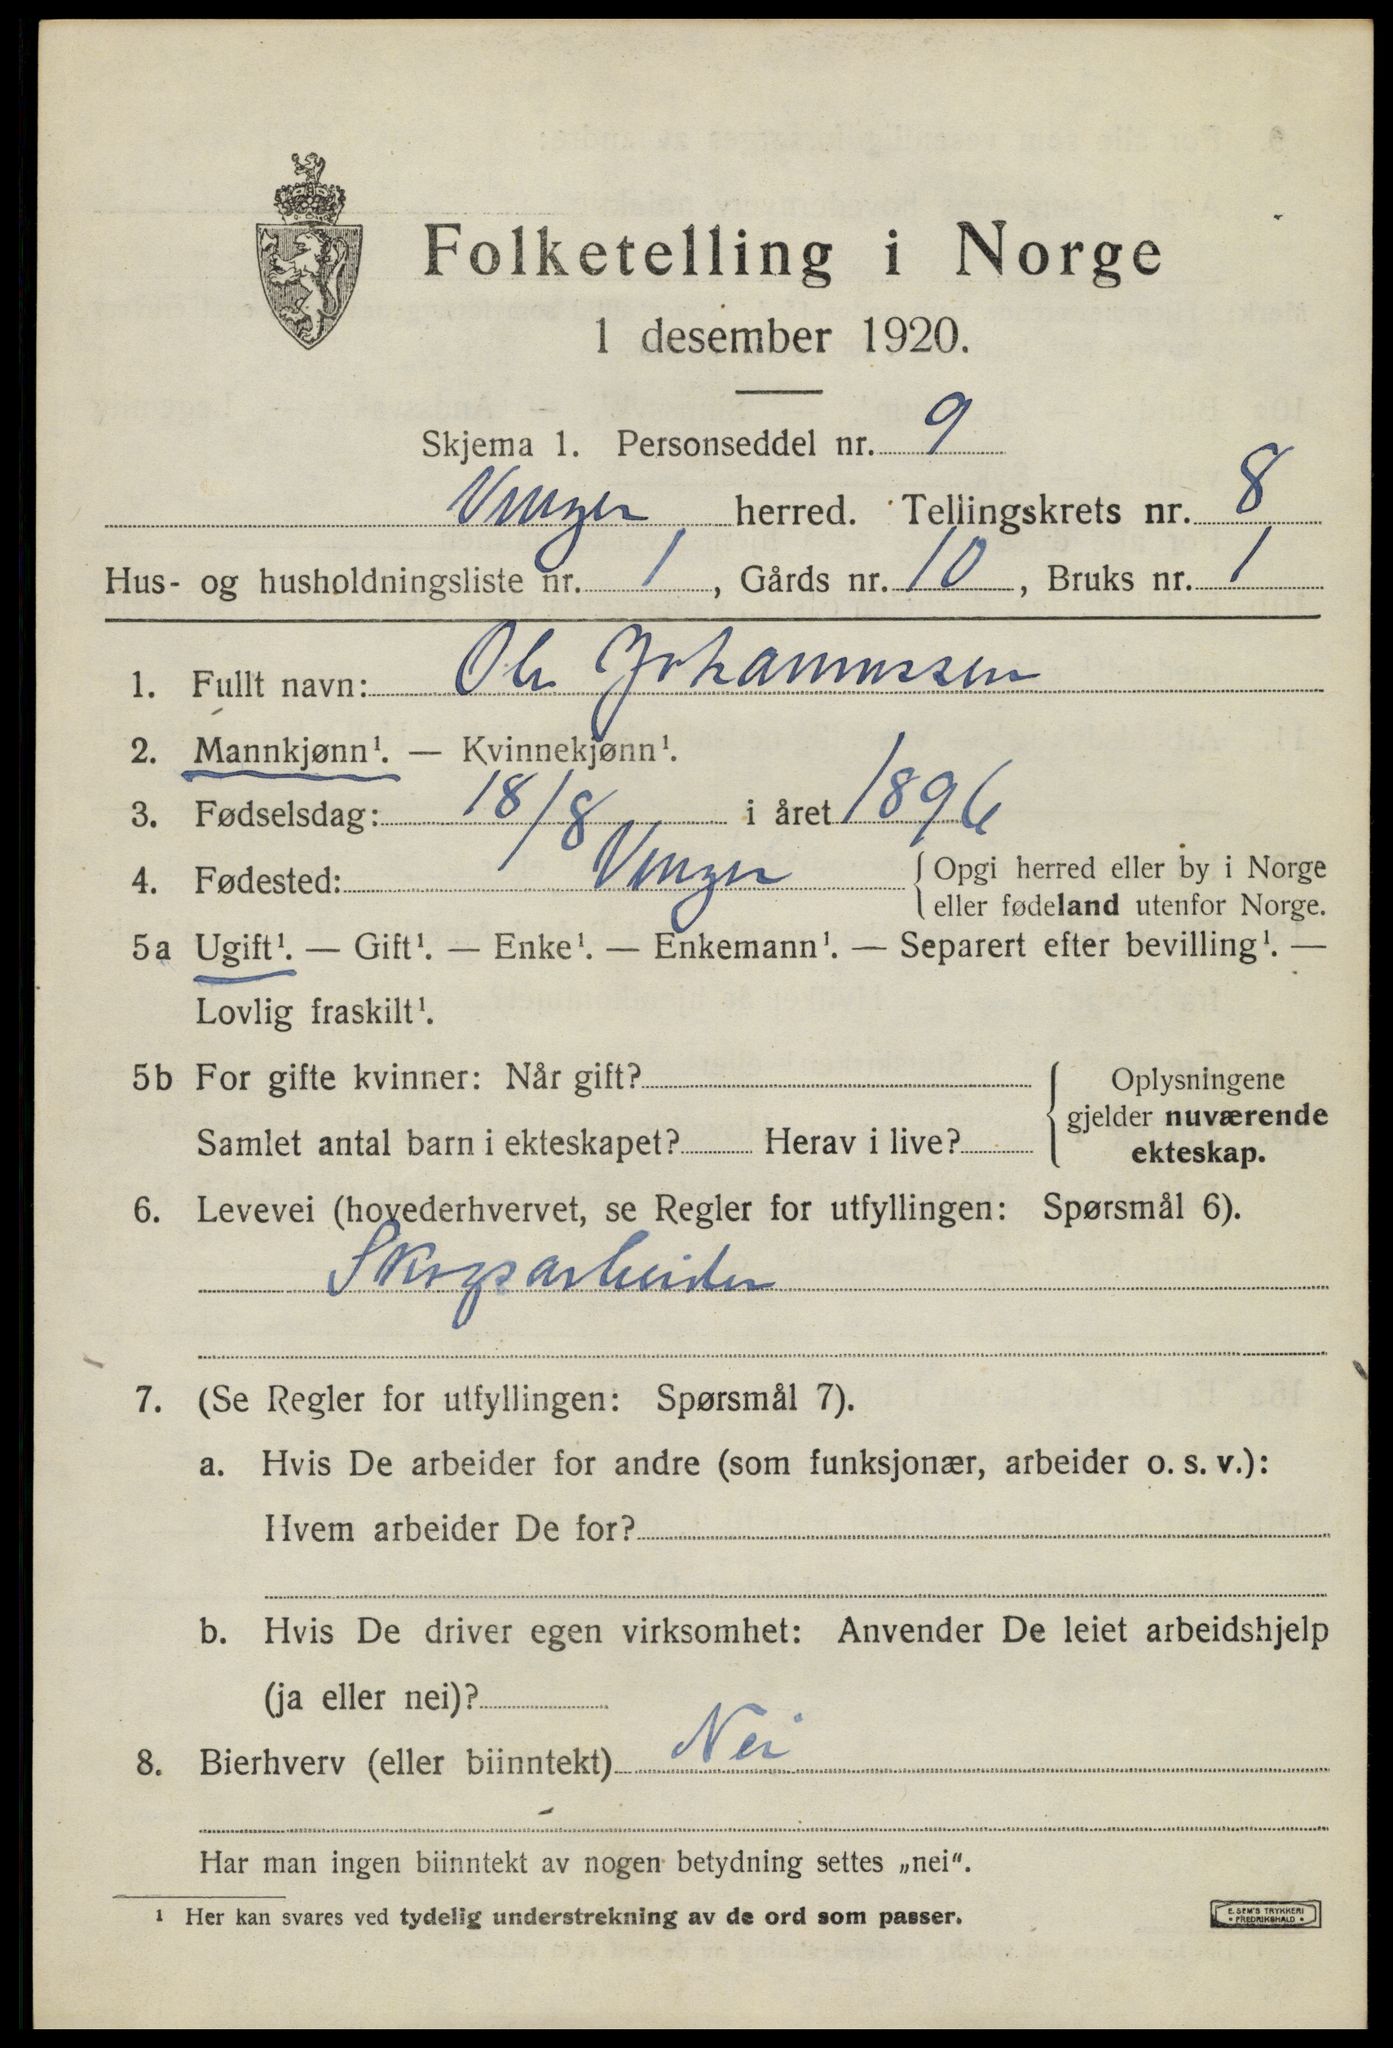 Folketelling i Norge
1 desember 1920.
Skjema 1. Personseddel nr. 9
Vinger herred. Tellingskrets nr. 8
Hus- og husholdningsliste nr. 1, Gårds nr. 10, Bruks nr. 1
1. Fullt navn: Ole Johannessen
2. Mannkjønn¹. — Kvinnekjønn¹.
3. Fødselsdag: 18/8 i året 1896
4. Fødested: Vinger { Opgi herred eller by i Norge
eller fødeland utenfor Norge.
5a Ugift¹. — Gift¹. — Enke¹. — Enkemann¹. — Separert efter bevilling¹. —
Lovlig fraskilt¹.
5b For gifte kvinner: Når gift? { Oplysningene
gjelder nuværende
Samlet antal barn i ekteskapet? Herav i live? ekteskap.
6. Levevei (hovederhvervet, se Regler for utfyllingen: Spørsmål 6).
Skogsarbeider
7. (Se Regler for utfyllingen: Spørsmål 7).
a. Hvis De arbeider for andre (som funksjonær, arbeider o. s. v.):
Hvem arbeider De for?
b. Hvis De driver egen virksomhet: Anvender De leiet arbeidshjelp
(ja eller nei)?
8. Bierhverv (eller biinntekt) Nei
Har man ingen biinntekt av nogen betydning settes „nei“.
¹ Her kan svares ved tydelig understrekning av de ord som passer.
E. SEM'S TRYKKERI
• FREDRIKSHALD •